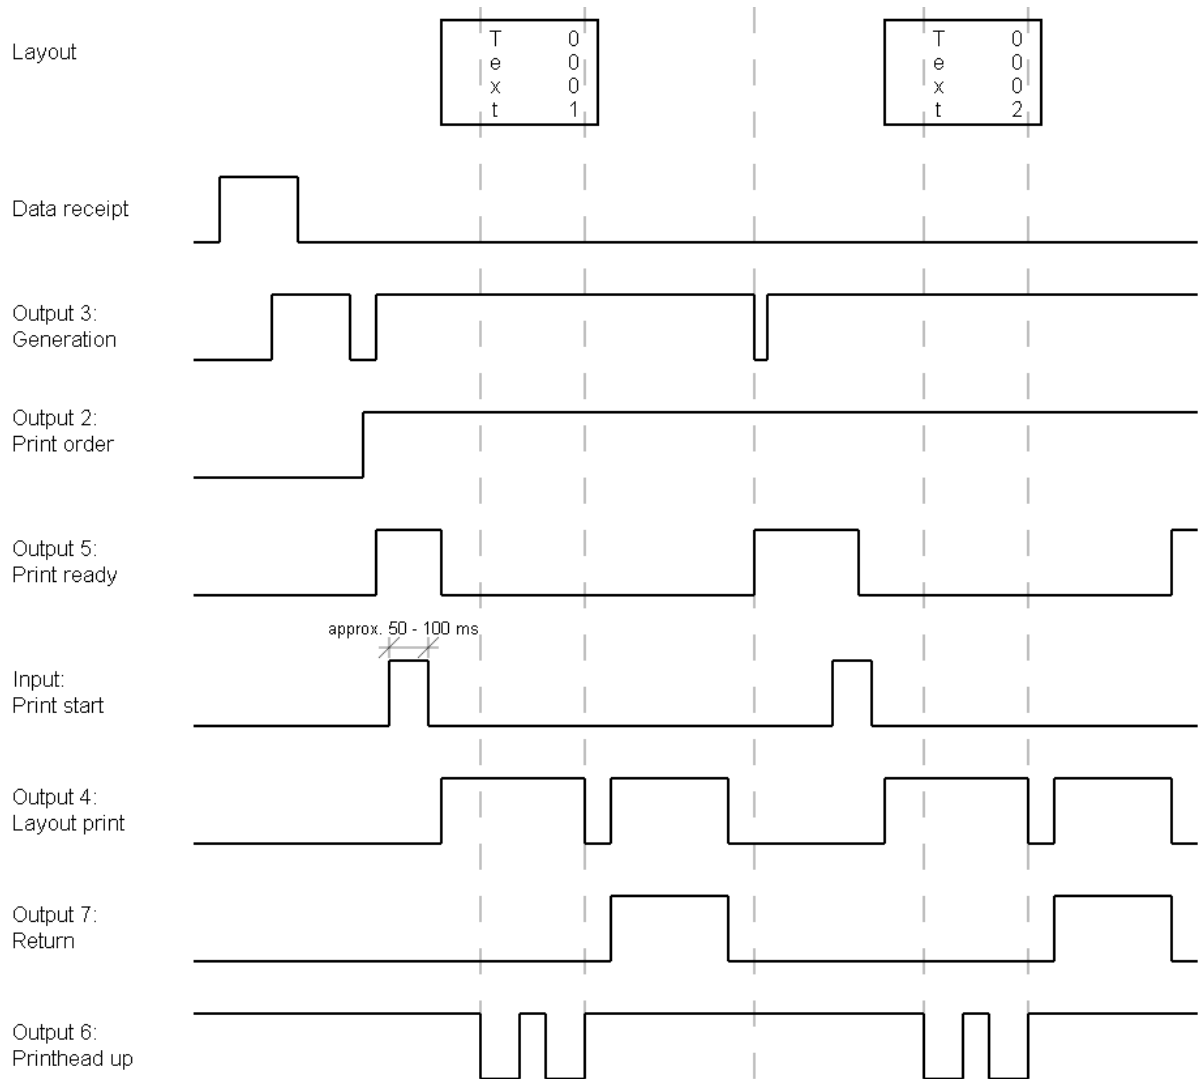 Layout
T 0
e 0
x 0
t 1
T 0
e 0
x 0
t 2
Data receipt
Output 3:
Generation
Output 2:
Print order
Output 5:
Print ready
approx. 50 - 100 ms
Input:
Print start
Output 4:
Layout print
Output 7:
Return
Output 6:
Printhead up